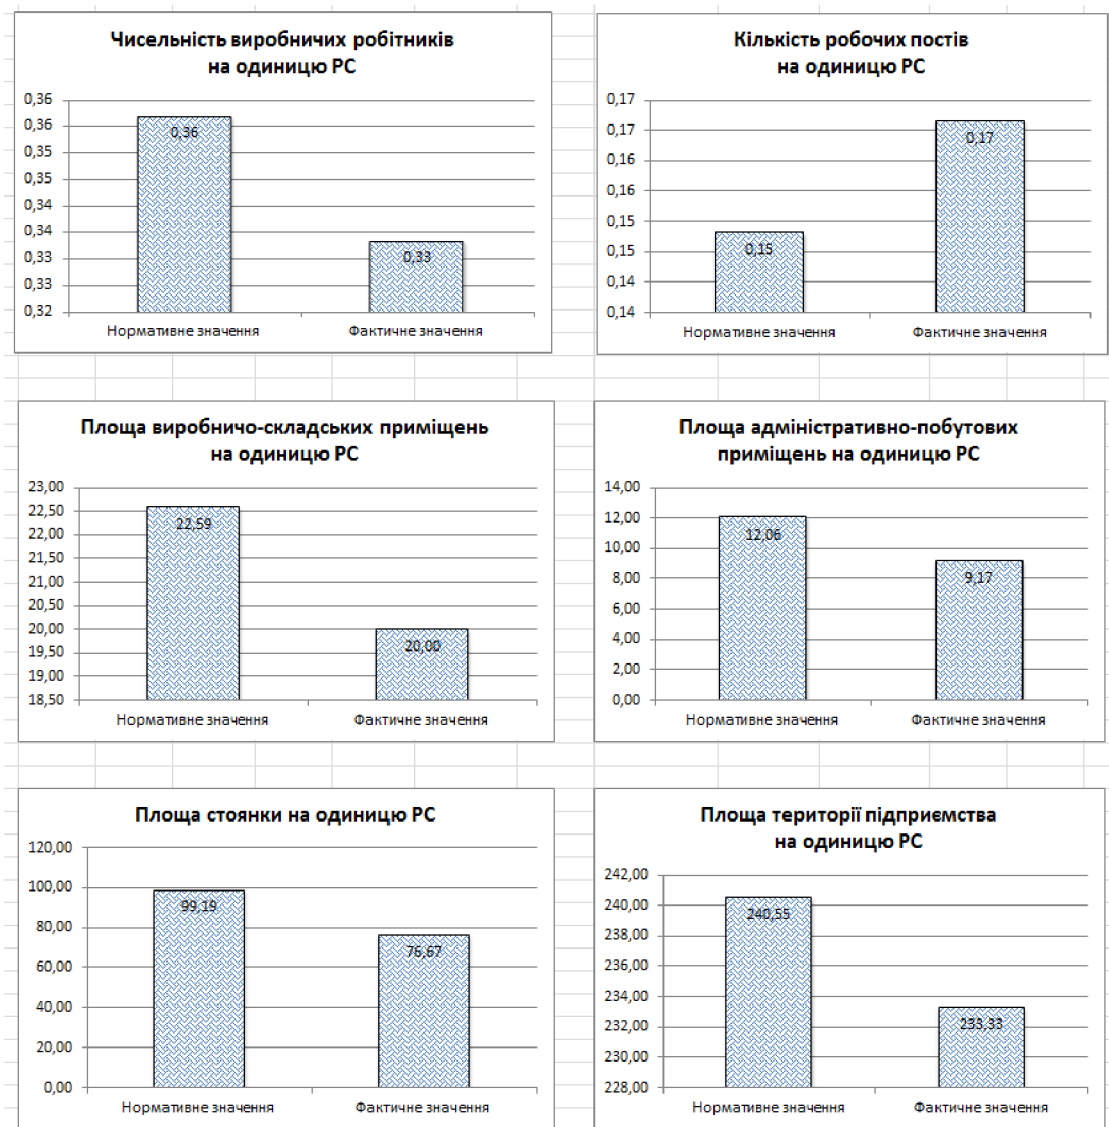 Чисельність виробничих робітників
на одиницю РС
0,36
0,36
0,35
0,35
0,34
0,34
0,33
0,33
0,32
0,36
0,33
Нормативне значення
Фактичне значення
Кількість робочих постів
на одиницю РС
0,17
0,17
0,16
0,16
0,15
0,15
0,14
0,14
0,15
0,17
Нормативне значення
Фактичне значення
Площа виробничо-складських приміщень
на одиницю РС
23,00
22,50
22,00
21,50
21,00
20,50
20,00
19,50
19,00
18,50
22,59
20,00
Нормативне значення
Фактичне значення
Площа адміністративно-побутових
приміщень на одиницю РС
14,00
12,00
10,00
8,00
6,00
4,00
2,00
0,00
12,06
9,17
Нормативне значення
Фактичне значення
Площа стоянки на одиницю РС
120,00
100,00
80,00
60,00
40,00
20,00
0,00
99,19
76,67
Нормативне значення
Фактичне значення
Площа території підприємства
на одиницю РС
242,00
240,00
238,00
236,00
234,00
232,00
230,00
228,00
240,55
233,33
Нормативне значення
Фактичне значення